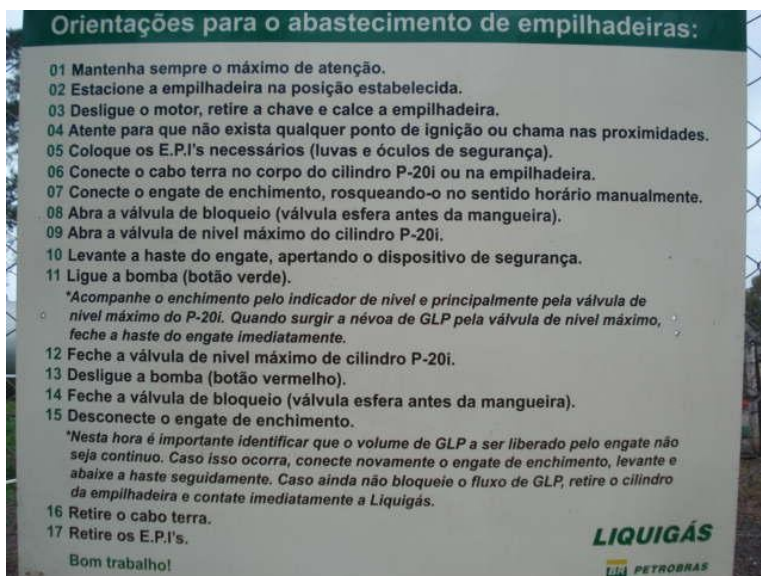 Orientações para o abastecimento de empilhadeiras:
01 Mantenha sempre o máximo de atenção.
02 Estacione a empilhadeira na posição estabelecida.
03 Desligue o motor, retire a chave e calce a empilhadeira.
04 Atente para que não exista qualquer ponto de ignição ou chama nas proximidades.
05 Coloque os E.P.I's necessários (luvas e óculos de segurança).
06 Conecte o cabo terra no corpo do cilindro P-20i ou na empilhadeira.
07 Conecte o engate de enchimento, rosqueando-o no sentido horário manualmente.
08 Abra a válvula de bloqueio (válvula esfera antes da mangueira).
09 Abra a válvula de nivel máximo do cilindro P-20i.
10 Levante a haste do engate, apertando o dispositivo de segurança.
11 Ligue a bomba (botão verde).
*Acompanhe o enchimento pelo indicador de nivel e principalmente pela válvula de
nivel máximo do P-20i. Quando surgir a névoa de GLP pela válvula de nivel máximo,
feche a haste do engate imediatamente.
12 Feche a válvula de nivel máximo de cilindro P-20i.
13 Desligue a bomba (botão vermelho).
14 Feche a válvula de bloqueio (válvula esfera antes da mangueira).
15 Desconecte o engate de enchimento.
*Nesta hora é importante identificar que o volume de GLP a ser liberado pelo engate não
seja continuo. Caso isso ocorra, conecte novamente o engate de enchimento, levante e
abaixe a haste seguidamente. Caso ainda não bloqueie o fluxo de GLP, retire o cilindro
da empilhadeira e contate imediatamente a Liquigás.
16 Retire o cabo terra.
17 Retire os E.P.I's.
Bom trabalho!
LIQUIGÁS
BR PETROBRAS